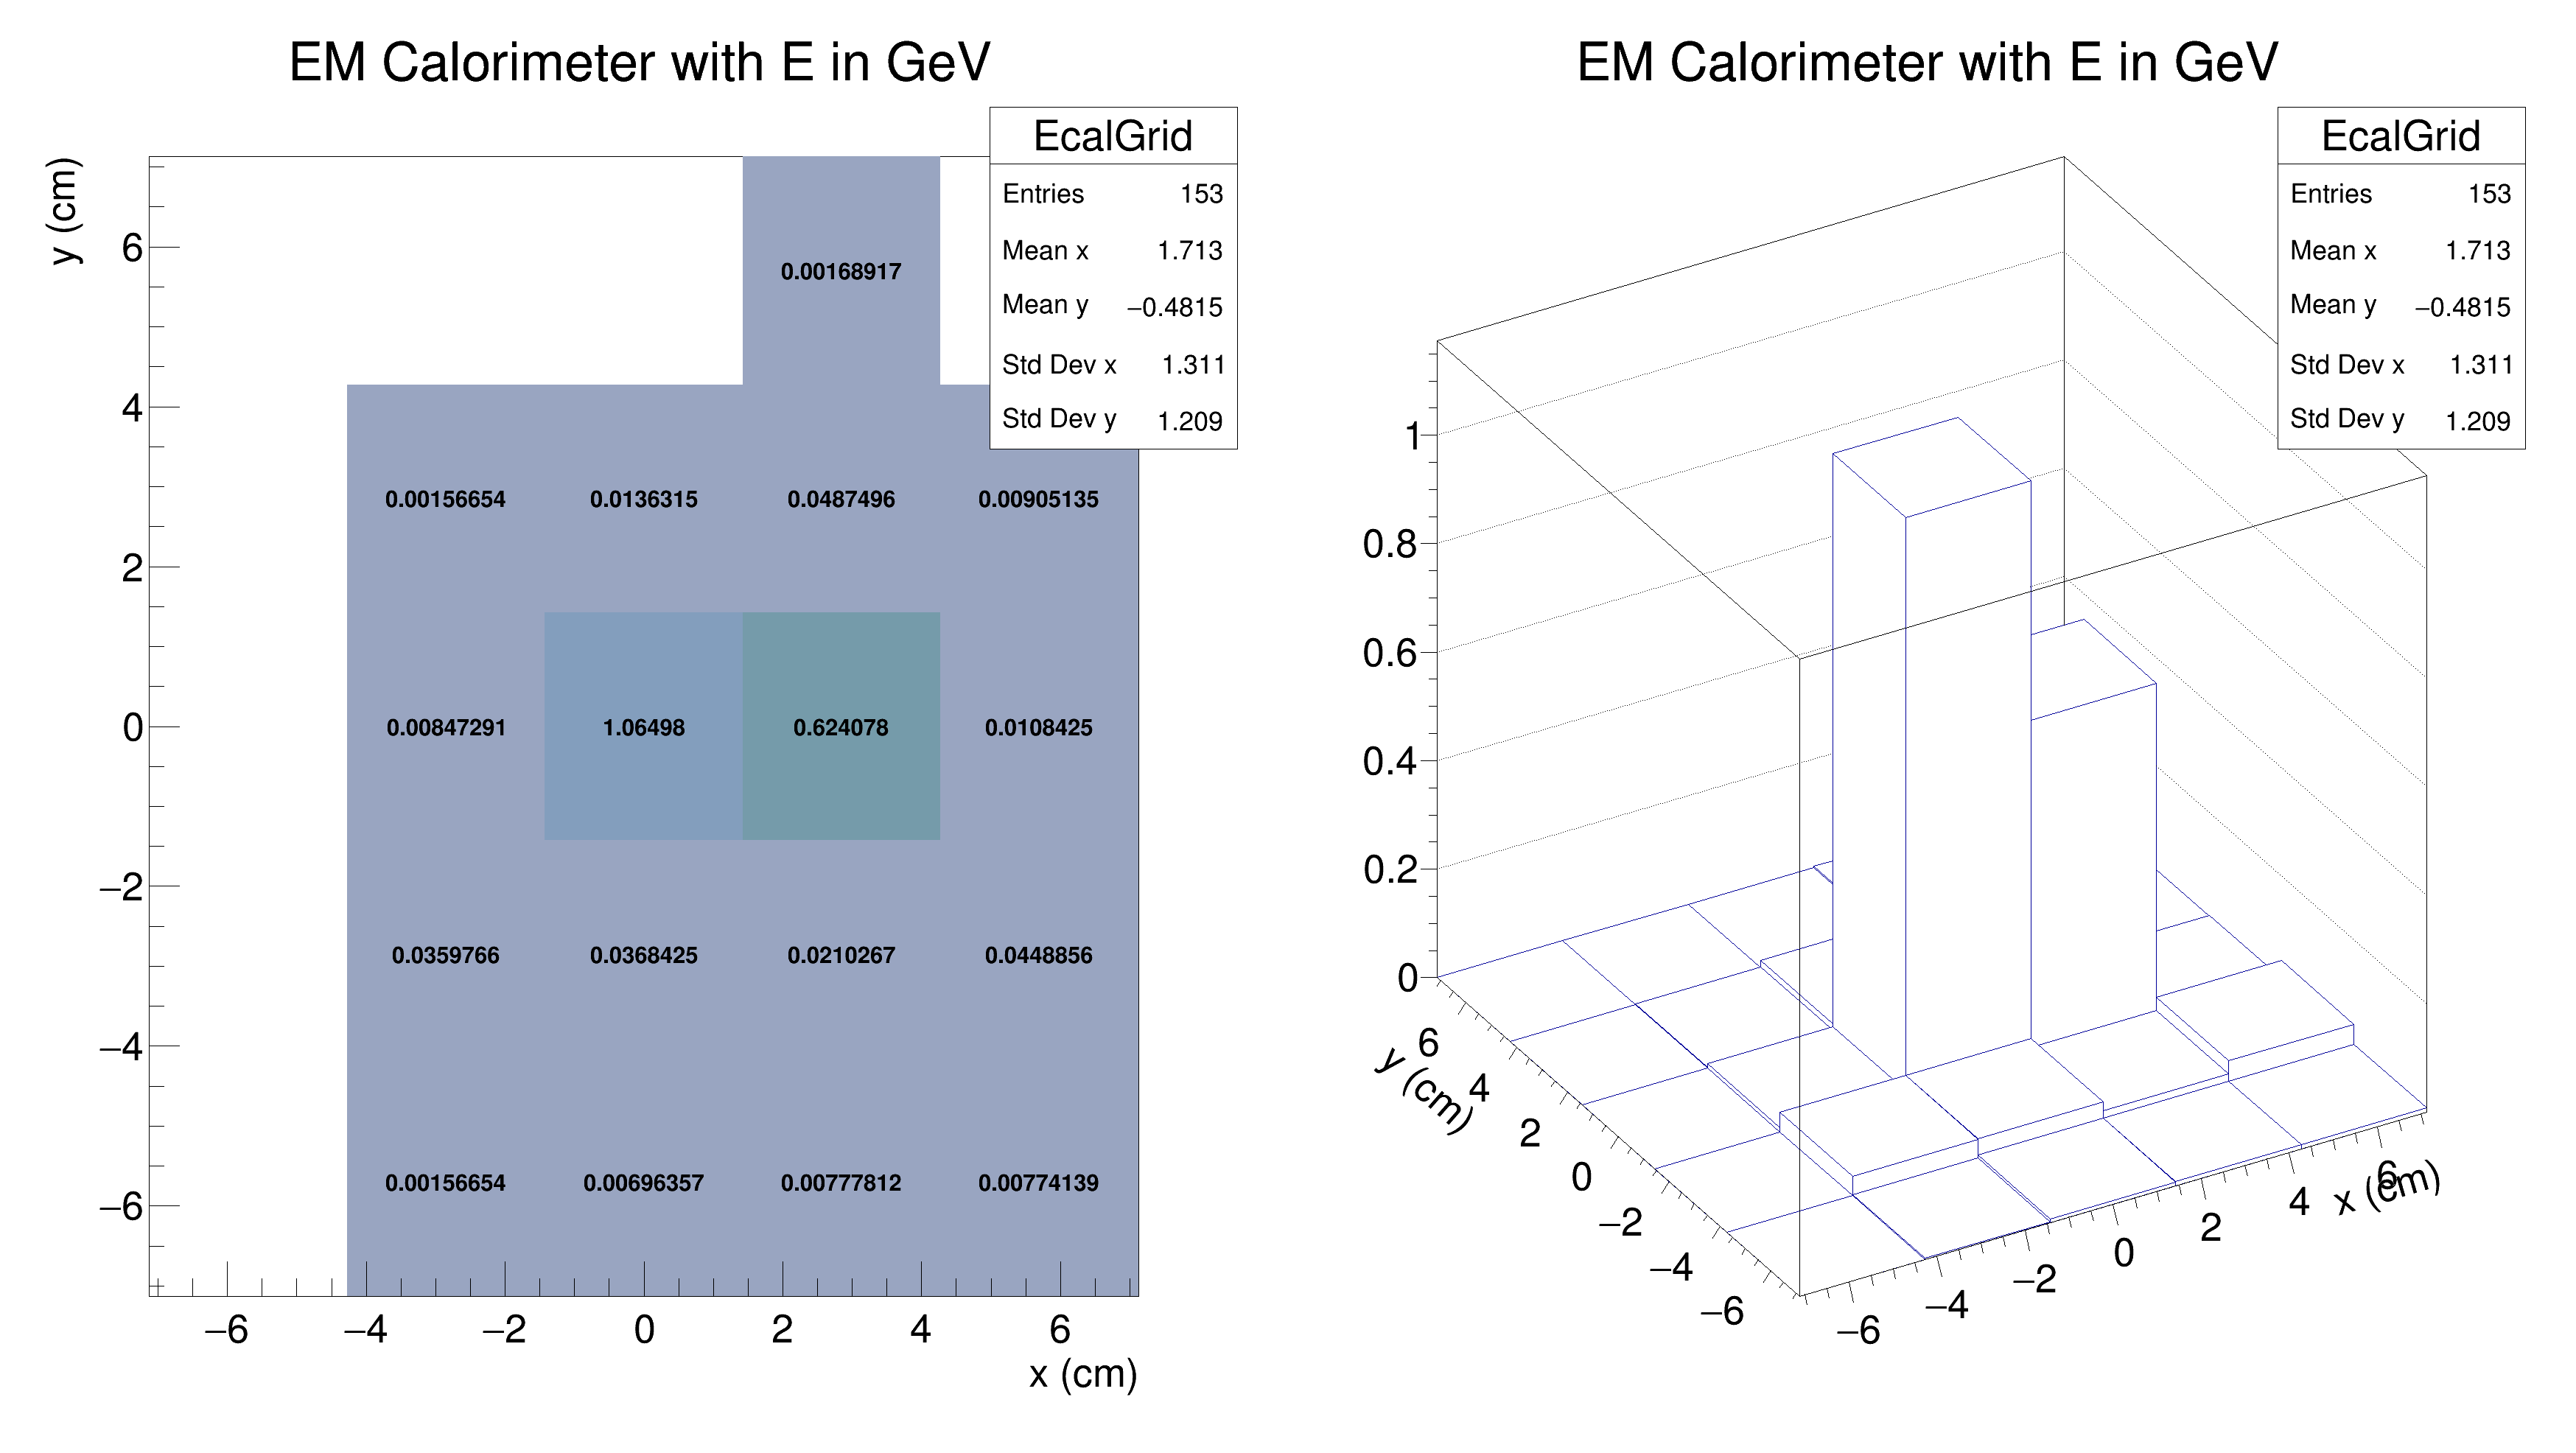 EM Calorimeter with E in GeV
EcalGrid
Entries 153
Mean x 1.713
Mean y −0.4815
Std Dev x 1.311
Std Dev y 1.209
y (cm)
6
4
2
0
−2
−4
−6
0.00168917
0.00156654 0.0136315 0.0487496 0.00905135
0.00847291 1.06498 0.624078 0.0108425
0.0359766 0.0368425 0.0210267 0.0448856
0.00156654 0.00696357 0.00777812 0.00774139
−6 −4 −2 0 2 4 6
x (cm)
EM Calorimeter with E in GeV
EcalGrid
Entries 153
Mean x 1.713
Mean y −0.4815
Std Dev x 1.311
Std Dev y 1.209
1
0.8
0.6
0.4
0.2
0
6
4
2
0
−2
−4
−6
y (cm)
−6
−4
−2
0
2
4
6
x (cm)